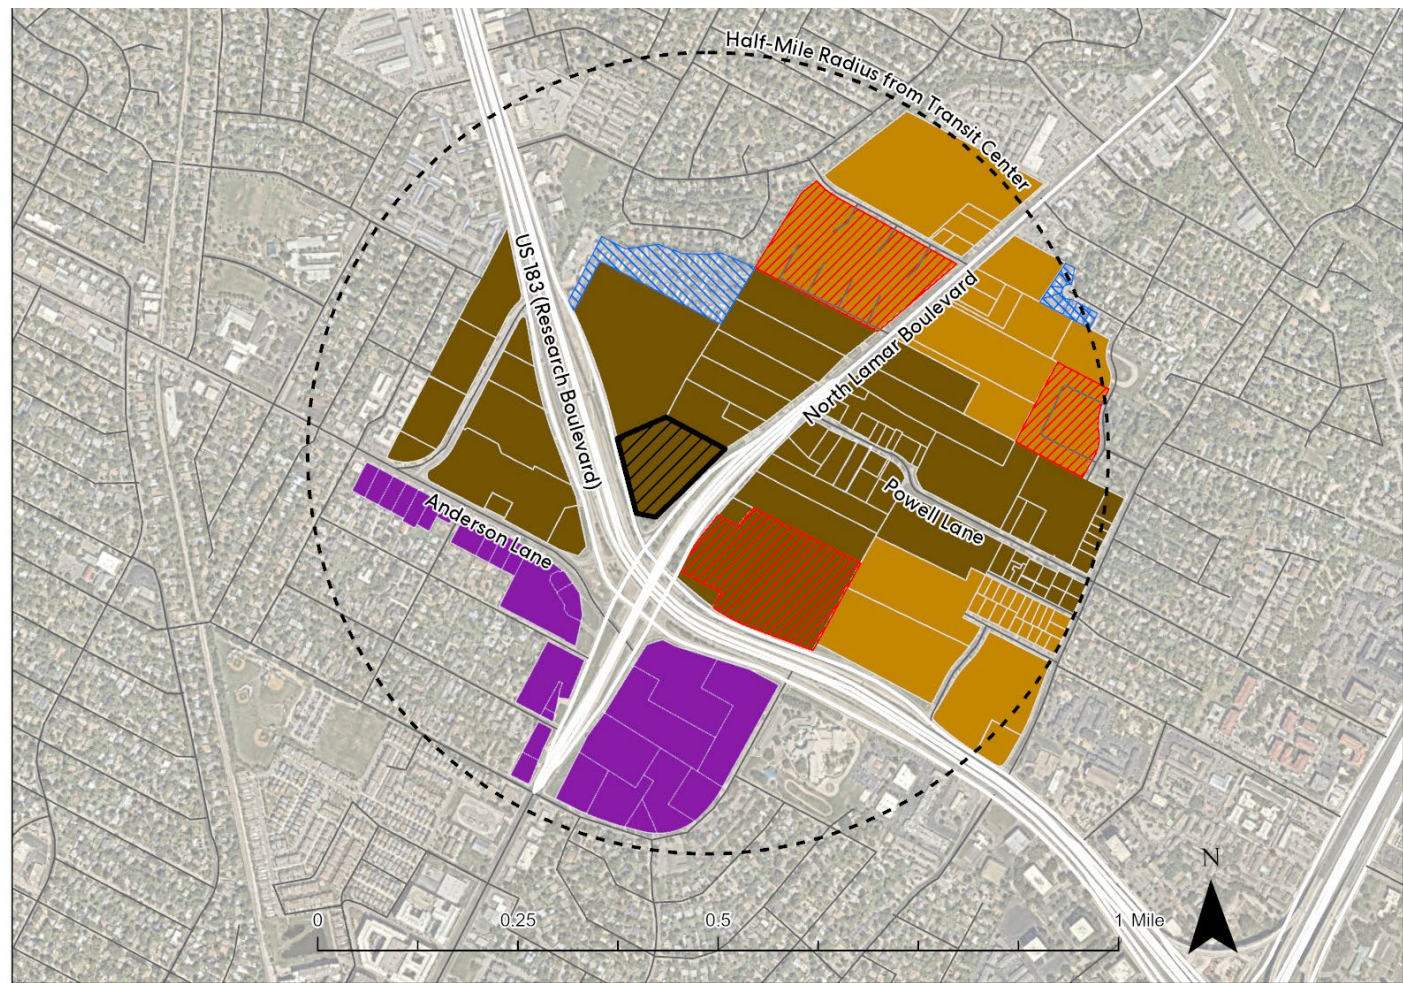 Half-Mile Radius from Transit Center
US 183 (Research Boulevard)
North Lamar Boulevard
Powell Lane
Anderson Lane
N
0 0.25 0.5 1 Mile